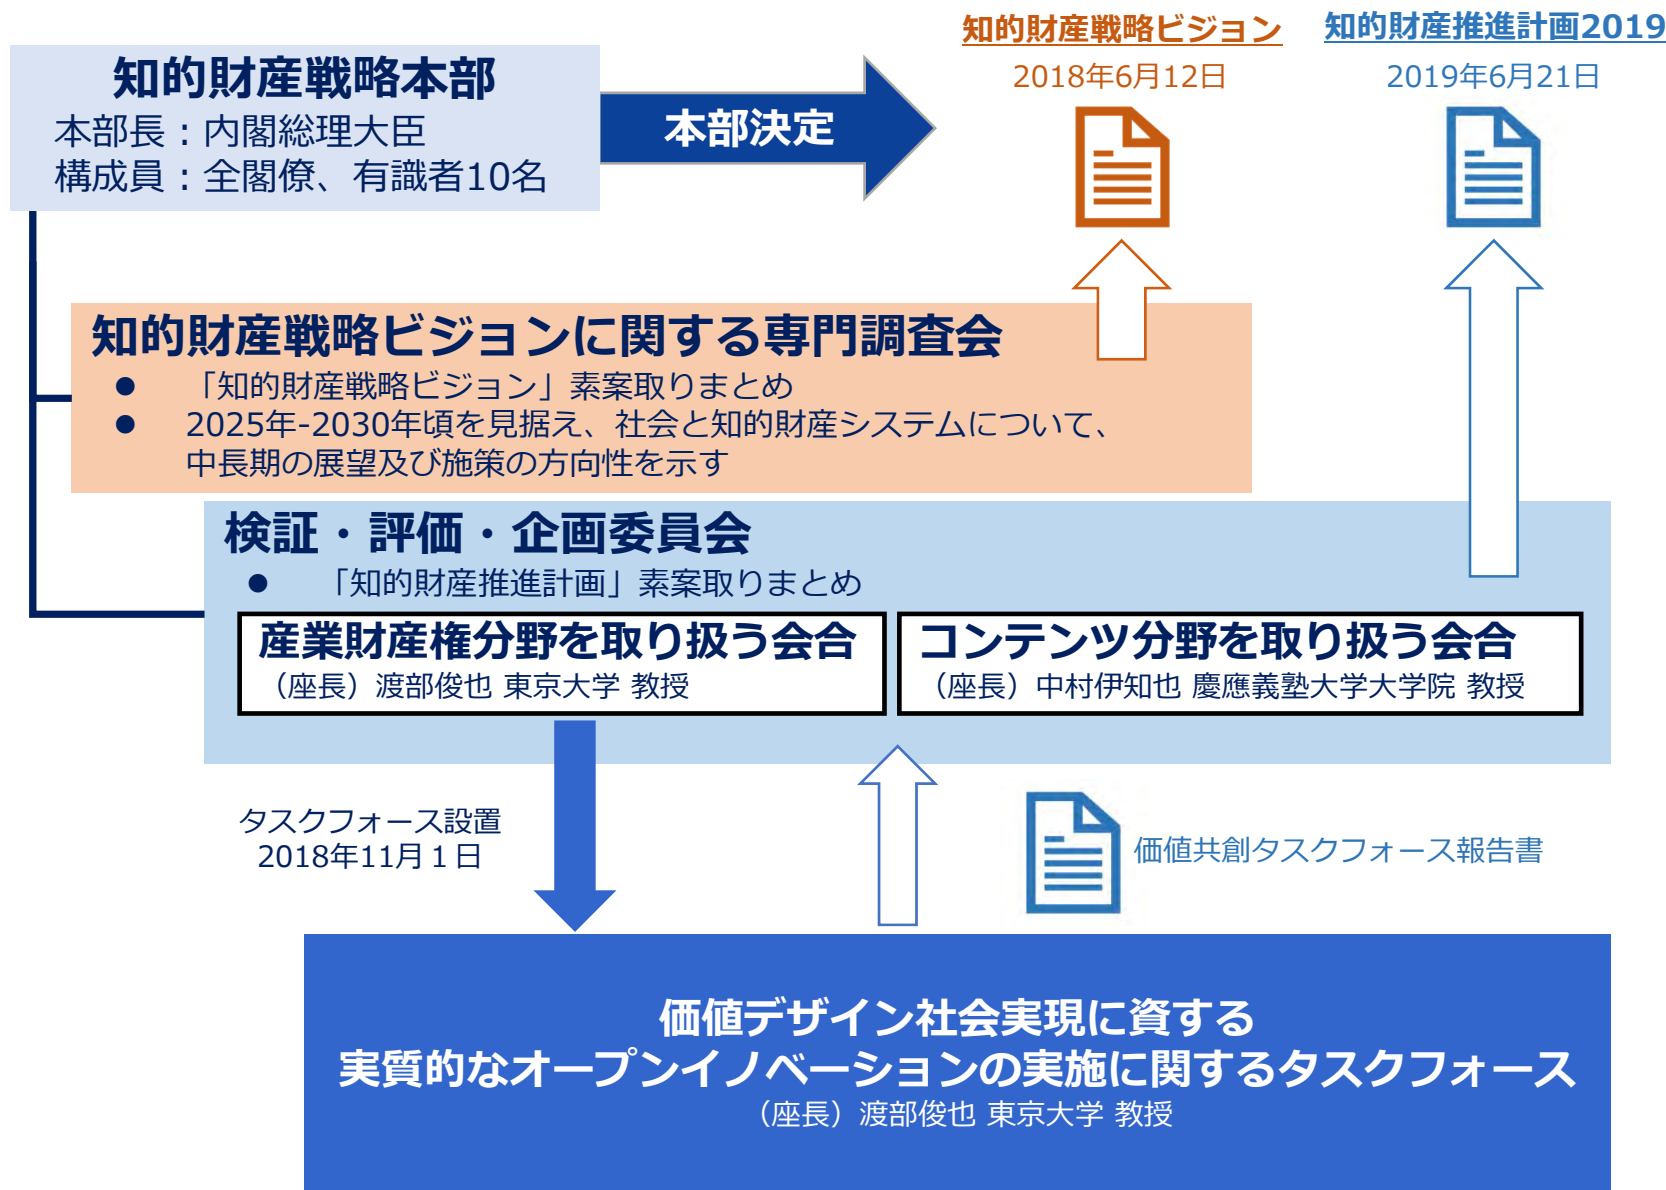 知的財産戦略本部
本部長：内閣総理大臣
構成員：全閣僚、有識者10名
本部決定
知的財産戦略ビジョン
2018年6月12日
知的財産推進計画2019
2019年6月21日
知的財産戦略ビジョンに関する専門調査会
● 「知的財産戦略ビジョン」素案取りまとめ
● 2025年-2030年頃を見据え、社会と知的財産システムについて、
中長期の展望及び施策の方向性を示す
検証・評価・企画委員会
● 「知的財産推進計画」素案取りまとめ
産業財産権分野を取り扱う会合
（座長）渡部俊也 東京大学 教授
コンテンツ分野を取り扱う会合
（座長）中村伊知也 慶應義塾大学大学院 教授
タスクフォース設置
2018年11月１日
価値共創タスクフォース報告書
価値デザイン社会実現に資する
実質的なオープンイノベーションの実施に関するタスクフォース
（座長）渡部俊也 東京大学 教授